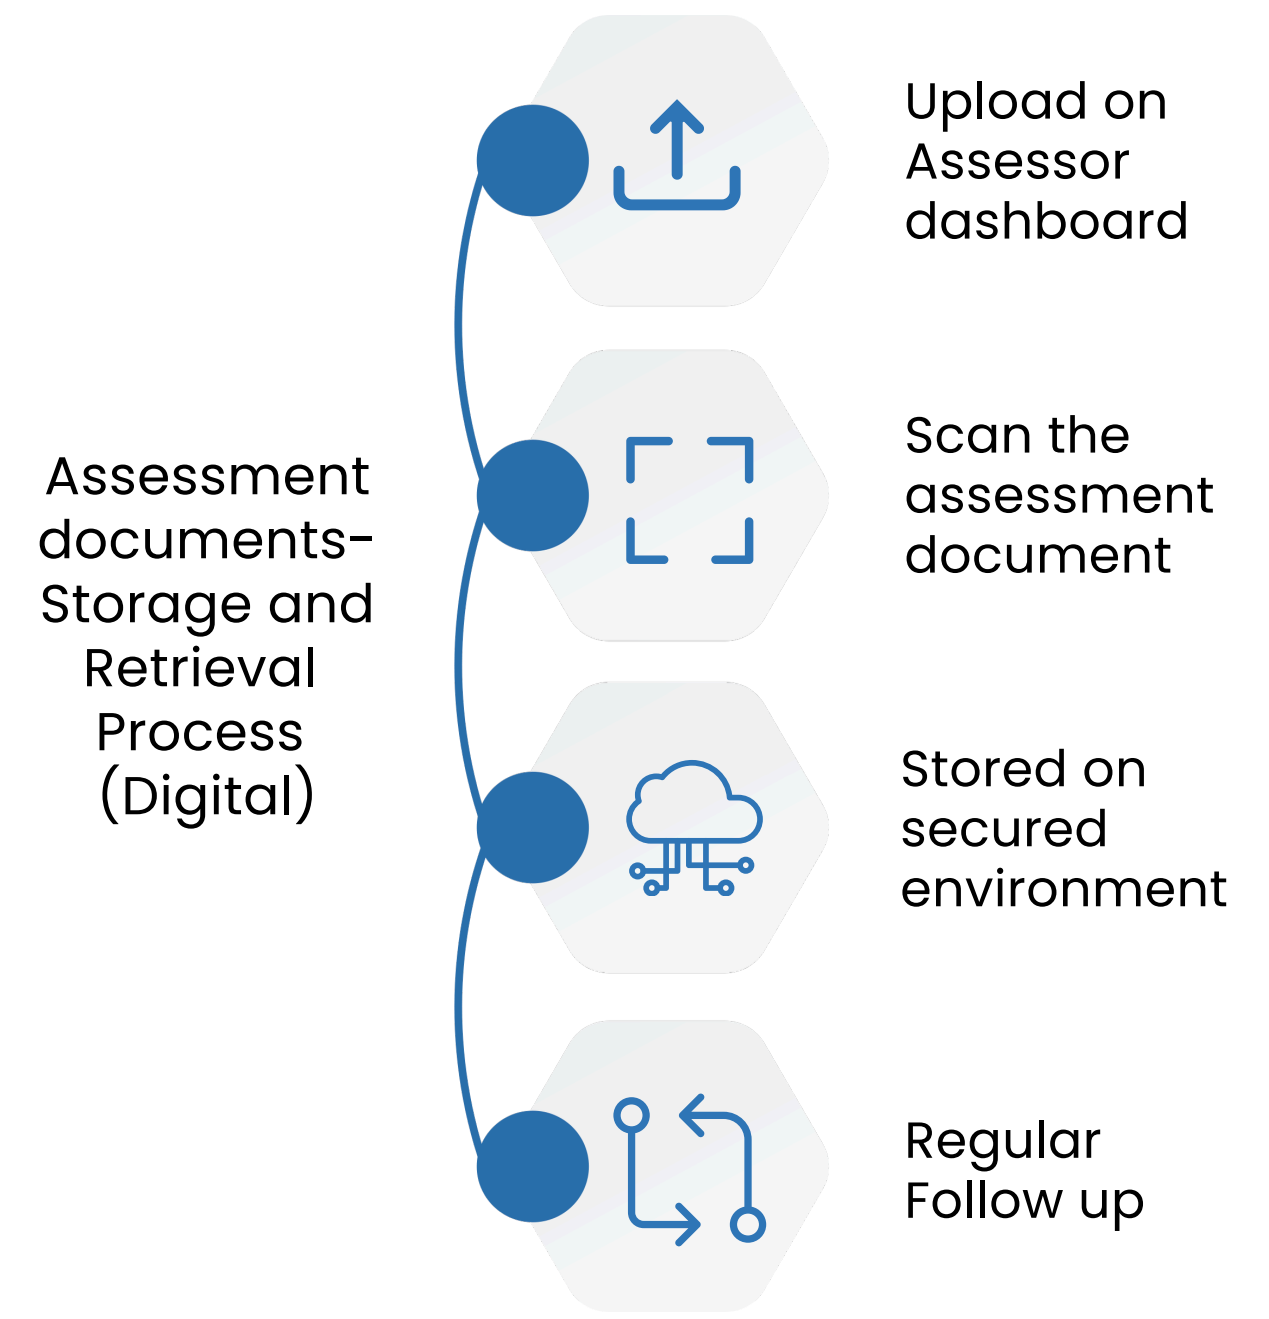 Assessment
documents-
Storage and
Retrieval
Process
(Digital)
Upload on
Assessor
dashboard
Scan the
assessment
document
Stored on
secured
environment
Regular
Follow up